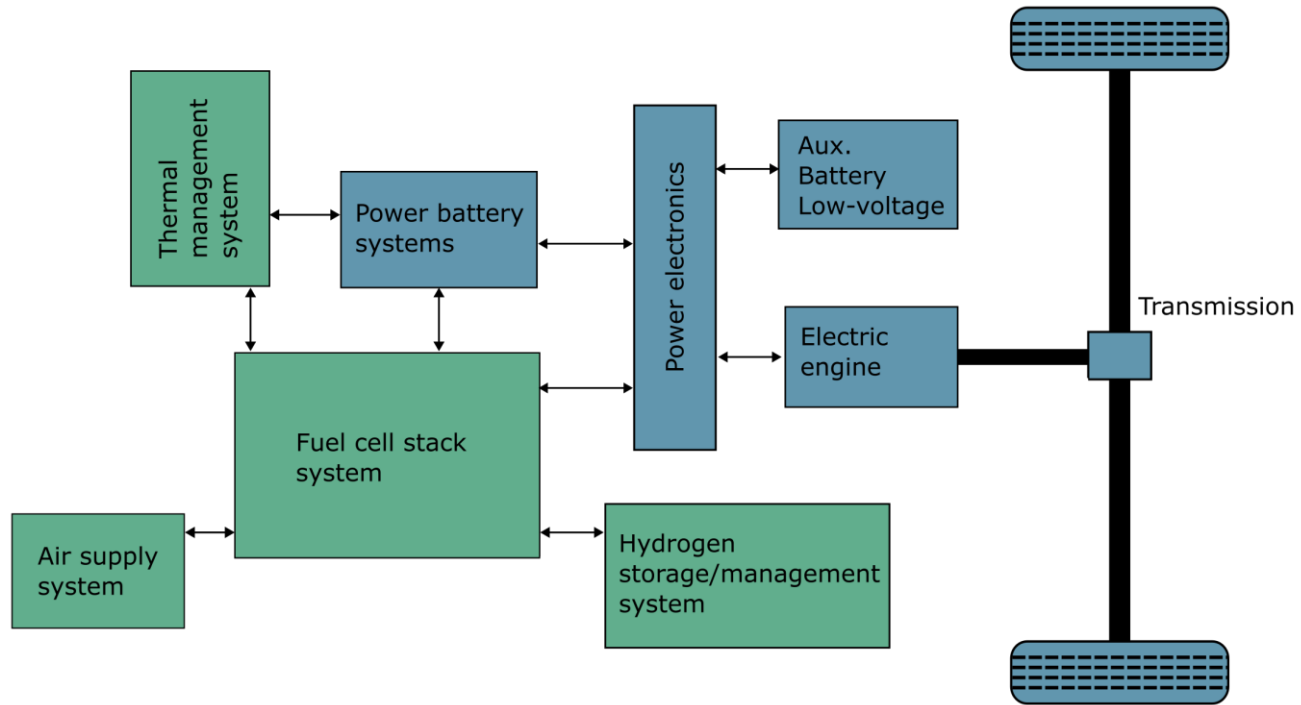 Thermal
management
system
Power battery
systems
Power electronics
Aux.
Battery
Low-voltage
Transmission
Electric
engine
Fuel cell stack
system
Air supply
system
Hydrogen
storage/management
system